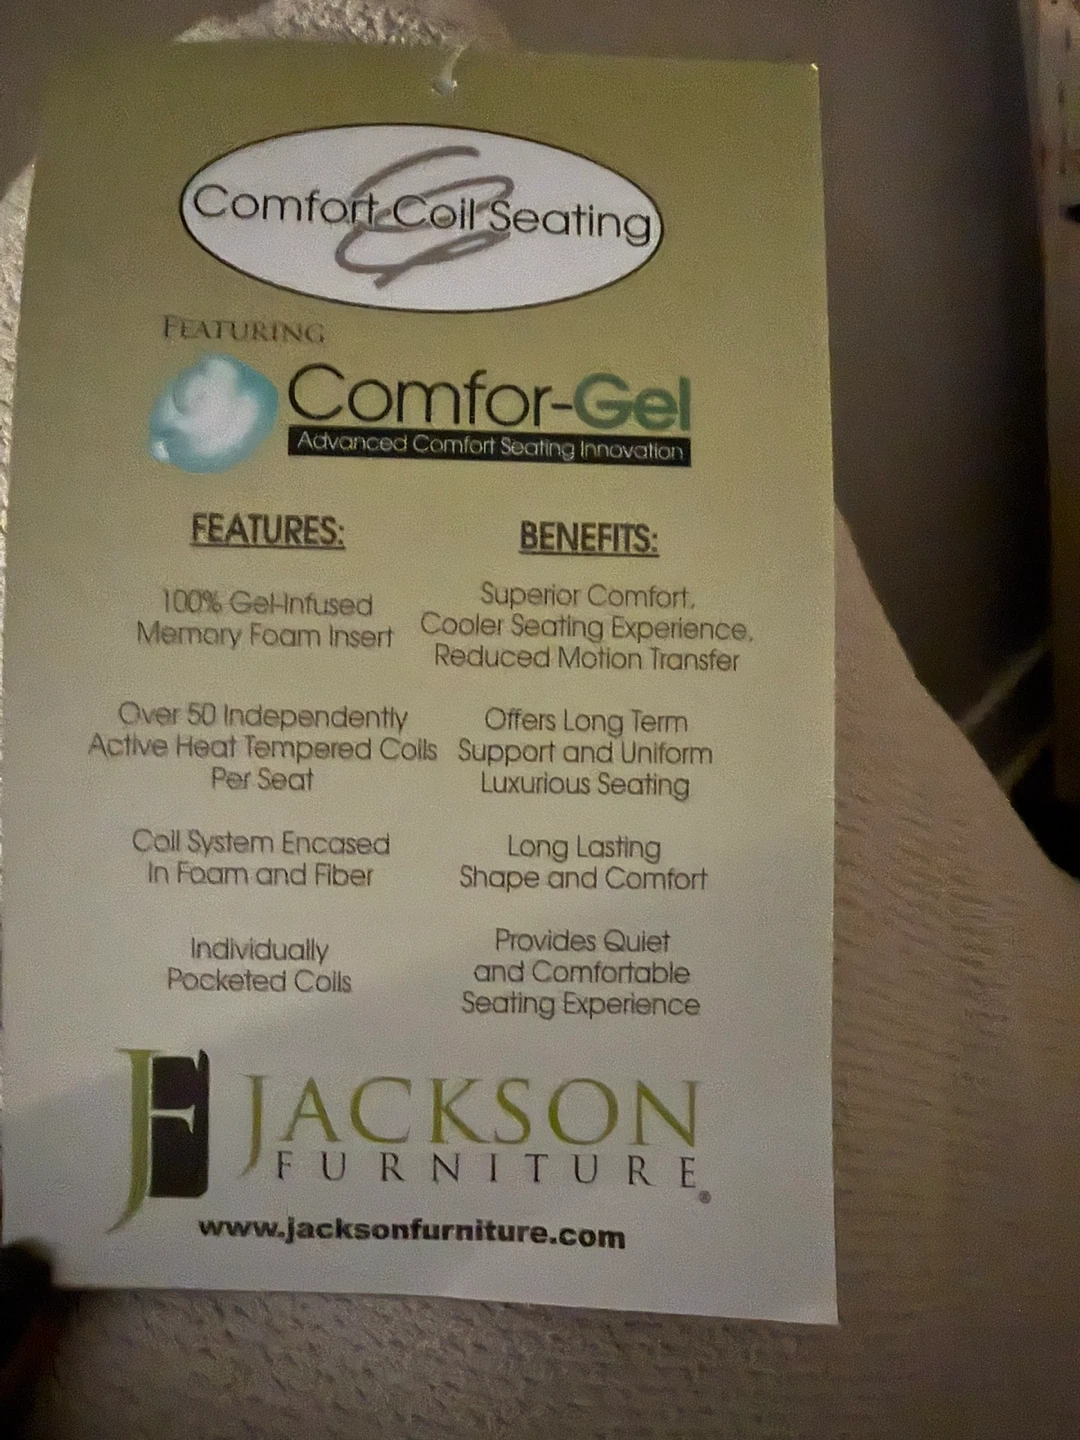 Comfort Coil Seating
FEATURING
Comfor-Gel
Advanced Comfort Seating Innovation
FEATURES:
100% Gel-Infused
Memory Foam Insert
Over 50 Independently
Active Heat Tempered Coils
Per Seat
Coil System Encased
In Foam and Fiber
Individually
Pocketed Coils
BENEFITS:
Superior Comfort,
Cooler Seating Experience,
Reduced Motion Transfer
Offers Long Term
Support and Uniform
Luxurious Seating
Long Lasting
Shape and Comfort
Provides Quiet
and Comfortable
Seating Experience
JF
JACKSON
FURNITURE®
www.jacksonfurniture.com